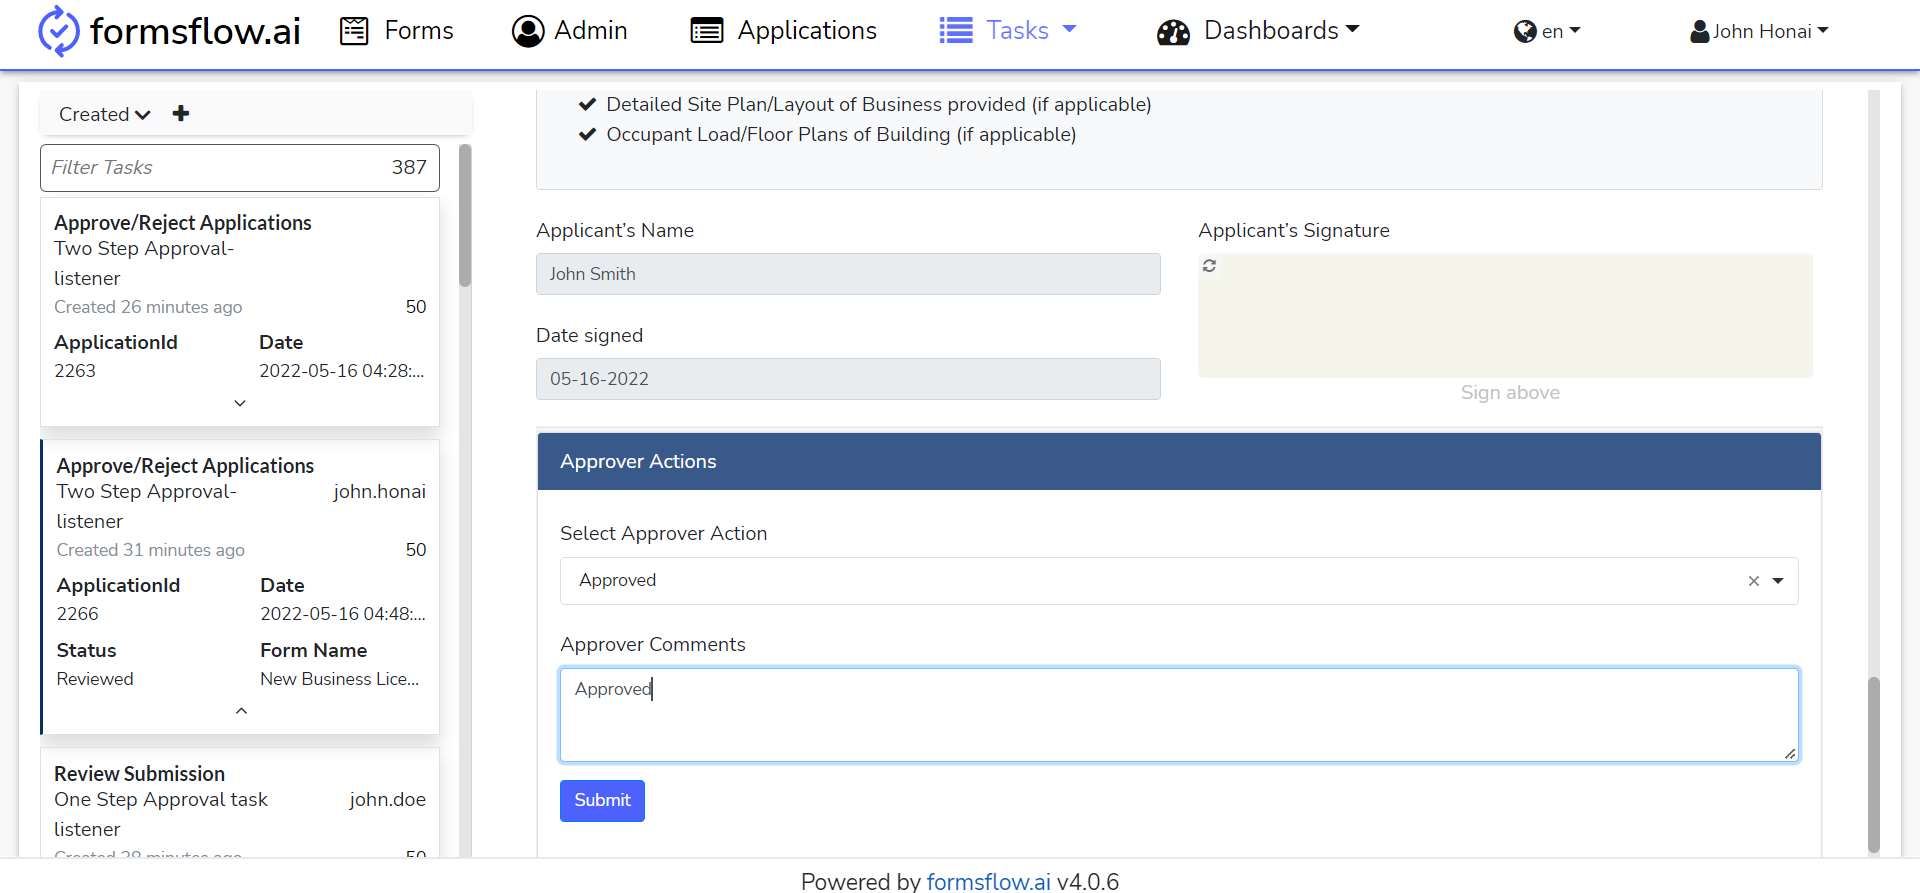 formsflow.ai
Forms
Admin
Applications
Tasks
Dashboards
en
John Honai
Created
Filter Tasks 387
Approve/Reject Applications
Two Step Approval-
listener
Created 26 minutes ago 50
ApplicationId Date
2263 2022-05-16 04:28:...
Approve/Reject Applications
Two Step Approval- john.honai
listener
Created 31 minutes ago 50
ApplicationId Date
2266 2022-05-16 04:48:...
Status Form Name
Reviewed New Business Lice...
Review Submission
One Step Approval task john.doe
listener
Created 38 minutes ago 50
Detailed Site Plan/Layout of Business provided (if applicable)
Occupant Load/Floor Plans of Building (if applicable)
Applicant's Name
John Smith
Date signed
05-16-2022
Applicant's Signature
Sign above
Approver Actions
Select Approver Action
Approved
Approver Comments
Approved
Submit
Powered by formsflow.ai v4.0.6